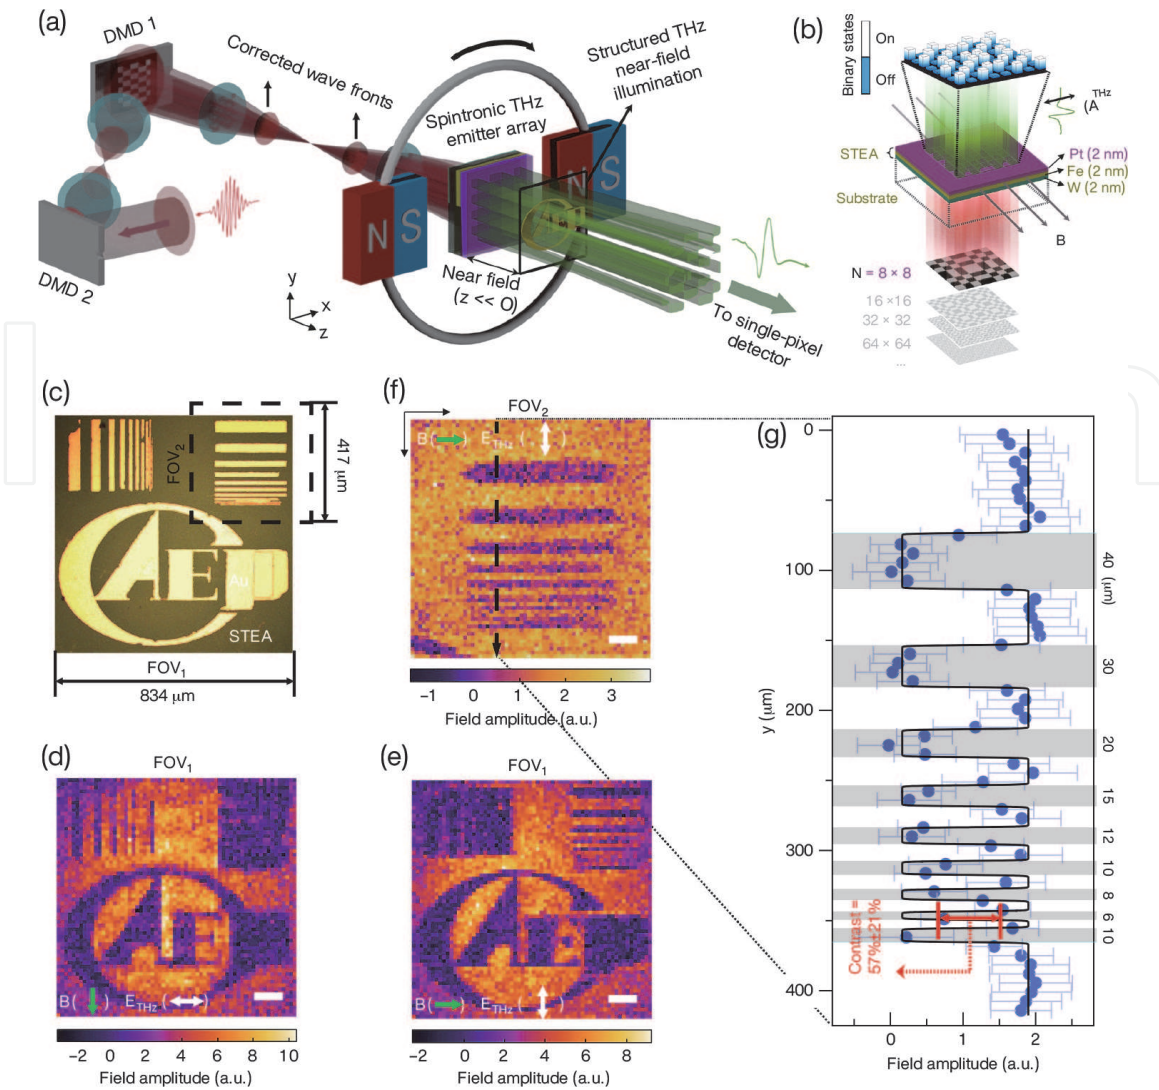 (a)
DMD 1
Corrected wave fronts
Spintronic THz
emitter array
Structured THz
near-field
illumination
N S
N S
DMD 2
Near field
(z << O)
y
x
z
To single-pixel
detector
(b)
Binary states
On
Off
THz
(A
STEA
Pt (2 nm)
Fe (2 nm)
W (2 nm)
Substrate
B
N = 8 × 8
16 ×16
32 × 32
64 × 64
...
(c)
FOV2
417 μm
AE
Au
STEA
FOV1
834 μm
(f)
FOV2
B( ) ETHz ( )
−1 0 1 2 3
Field amplitude (a.u.)
(d)
FOV1
B( ) ETHz ( )
−2 0 2 4 6 8 10
Field amplitude (a.u.)
(e)
B( ) ETHz ( )
−2 0 2 4 6 8
Field amplitude (a.u.)
(g)
0
100
200
300
400
y (μm)
40 (μm)
30
20
15
12
10
8
6
10
Contrast =
57%±21%
0 1 2
Field amplitude (a.u.)